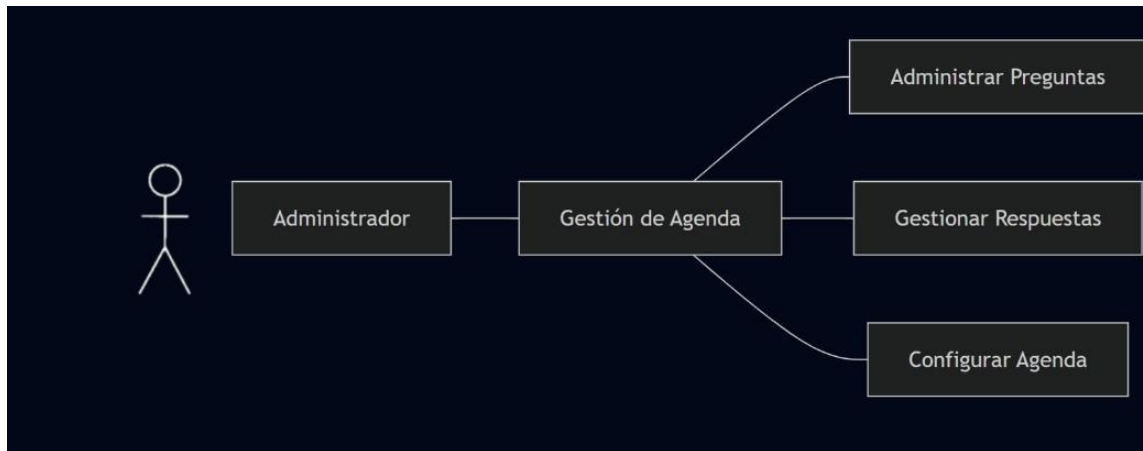 Administrar Preguntas
Administrador
Gestión de Agenda
Gestionar Respuestas
Configurar Agenda